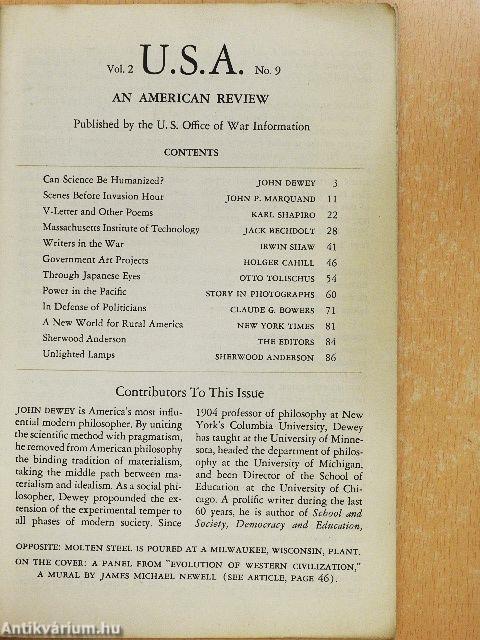 Vol. 2 U.S.A. No. 9
AN AMERICAN REVIEW
Published by the U. S. Office of War Information
CONTENTS
Can Science Be Humanized? JOHN DEWEY 3
Scenes Before Invasion Hour JOHN P. MARQUAND 11
V-Letter and Other Poems KARL SHAPIRO 22
Massachusetts Institute of Technology JACK BECHDOLT 28
Writers in the War IRWIN SHAW 41
Government Art Projects HOLGER CAHILL 46
Through Japanese Eyes OTTO TOLISCHUS 54
Power in the Pacific STORY IN PHOTOGRAPHS 60
In Defense of Politicians CLAUDE G. BOWERS 71
A New World for Rural America NEW YORK TIMES 81
Sherwood Anderson THE EDITORS 84
Unlighted Lamps SHERWOOD ANDERSON 86
Contributors To This Issue
JOHN DEWEY is America's most influ-
ential modern philosopher. By uniting
the scientific method with pragmatism,
he removed from American philosophy
the binding tradition of materialism,
taking the middle path between ma-
terialism and idealism. As a social phi-
losopher, Dewey propounded the ex-
tension of the experimental temper to
all phases of modern society. Since
1904 professor of philosophy at New
York's Columbia University, Dewey
has taught at the University of Minne-
sota, headed the department of philos-
ophy at the University of Michigan,
and been Director of the School of
Education at the University of Chi-
cago. A prolific writer during the last
60 years, he is author of School and
Society, Democracy and Education,
OPPOSITE: MOLTEN STEEL IS POURED AT A MILWAUKEE, WISCONSIN, PLANT.
ON THE COVER: A PANEL FROM "EVOLUTION OF WESTERN CIVILIZATION,"
A MURAL BY JAMES MICHAEL NEWELL (SEE ARTICLE, PAGE 46).
Antikvárium.hu